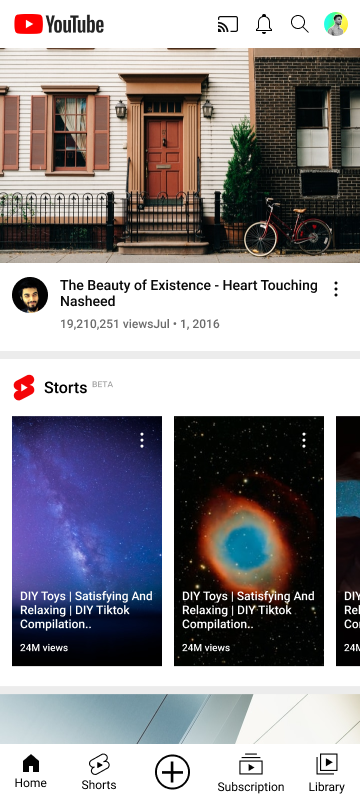 YouTube
The Beauty of Existence - Heart Touching
Nasheed
19,210,251 viewsJul • 1, 2016
Storts BETA
DIY Toys | Satisfying And
Relaxing | DIY Tiktok
Compilation..
24M views
DIY Toys | Satisfying And
Relaxing | DIY Tiktok
Compilation..
24M views
Home
Shorts
Subscription
Library